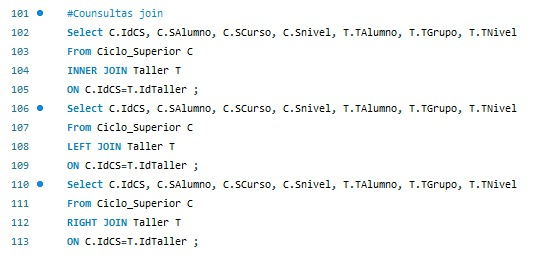 101 #Counsultas join
102 Select C.IdCS, C.SAlumno, C.SCurso, C.Snivel, T.TAlumno, T.TGrupo, T.TNivel
103 From Ciclo_Superior C
104 INNER JOIN Taller T
105 ON C.IdCS=T.IdTaller ;
106 Select C.IdCS, C.SAlumno, C.SCurso, C.Snivel, T.TAlumno, T.TGrupo, T.TNivel
107 From Ciclo_Superior C
108 LEFT JOIN Taller T
109 ON C.IdCS=T.IdTaller ;
110 Select C.IdCS, C.SAlumno, C.SCurso, C.Snivel, T.TAlumno, T.TGrupo, T.TNivel
111 From Ciclo_Superior C
112 RIGHT JOIN Taller T
113 ON C.IdCS=T.IdTaller ;